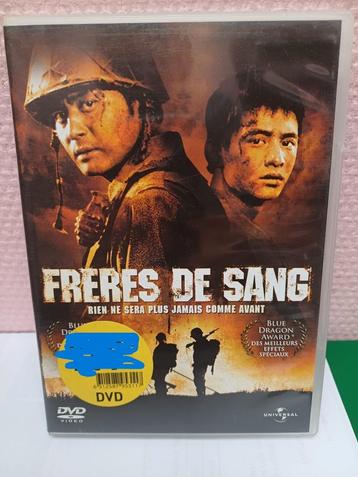 FRERES DE SANG
RIEN NE SERA PLUS JAMAIS COMME AVANT
BLUE
DRAGON
AWARD
DES MEILLEURS
EFFETS
SPÉCIAUX
DVD
DVD
VIDEO
UNIVERSAL